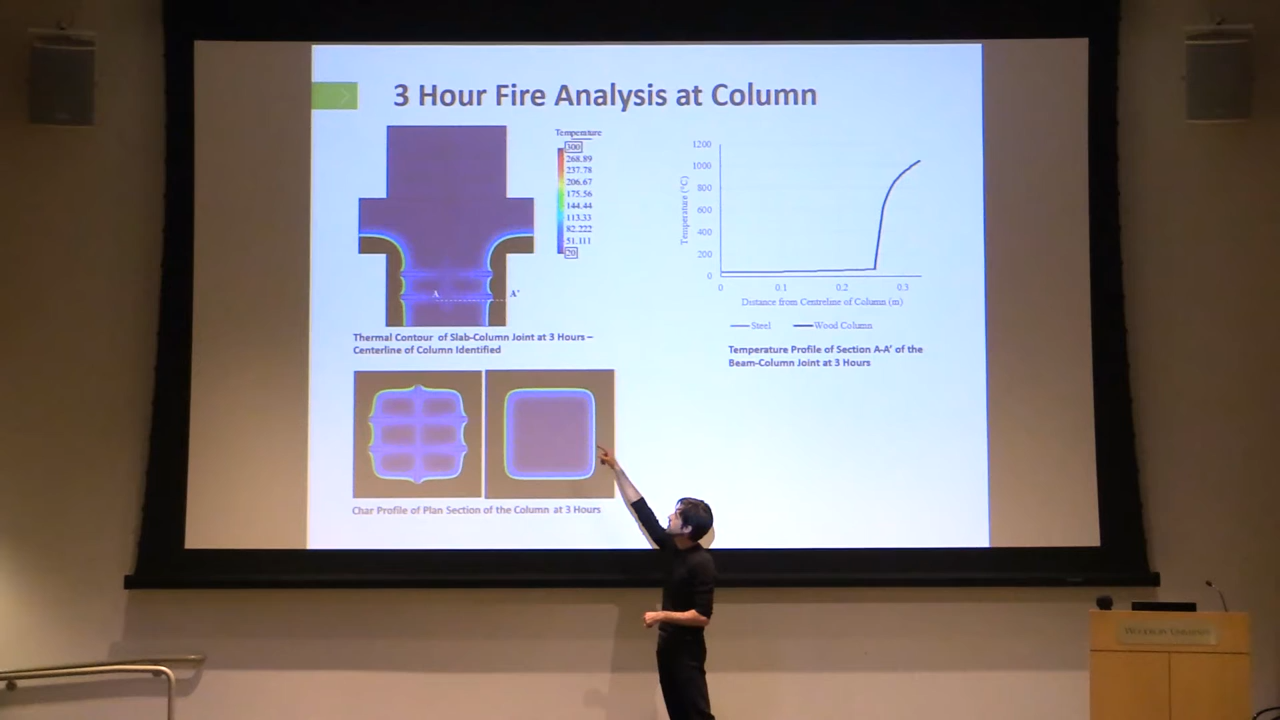 3 Hour Fire Analysis at Column
Temperature
300
268.89
237.78
206.67
175.56
144.44
113.33
82.222
51.111
20
A
A'
Thermal Contour of Slab-Column Joint at 3 Hours –
Centerline of Column Identified
1200
1000
800
600
400
200
0
Temperature (°C)
0 0.1 0.2 0.3
Distance from Centreline of Column (m)
Steel Wood Column
Temperature Profile of Section A-A' of the
Beam-Column Joint at 3 Hours
Char Profile of Plan Section of the Column at 3 Hours
Woodbury University